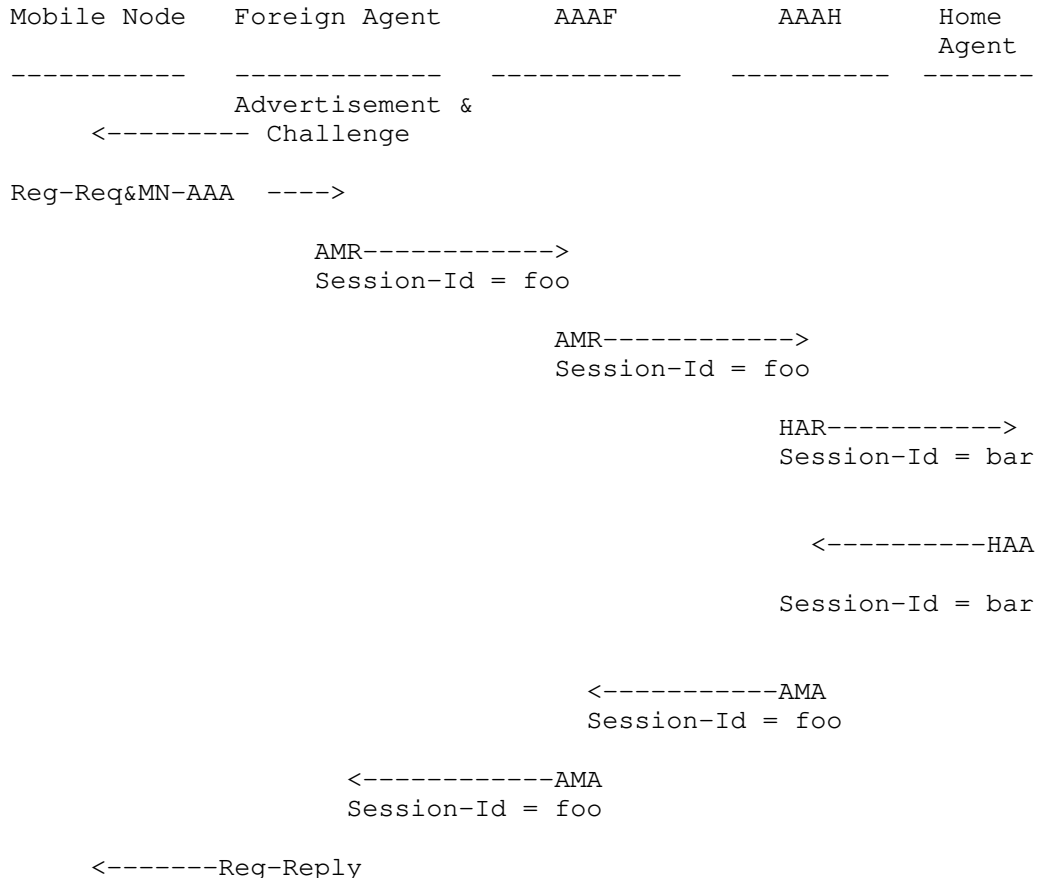 Mobile Node   Foreign Agent       AAAF          AAAH         Home
                                                          Agent
-----------   -------------   ------------   ----------  -------
              Advertisement &
     <--------- Challenge
Reg-Req&MN-AAA  ---->
                   AMR------------>
                   Session-Id = foo
                                  AMR------------>
                                  Session-Id = foo
                                                HAR----------->
                                                Session-Id = bar
                                                  <----------HAA
                                                Session-Id = bar
                                    <-----------AMA
                                    Session-Id = foo
                     <------------AMA
                     Session-Id = foo
     <-------Reg-Reply